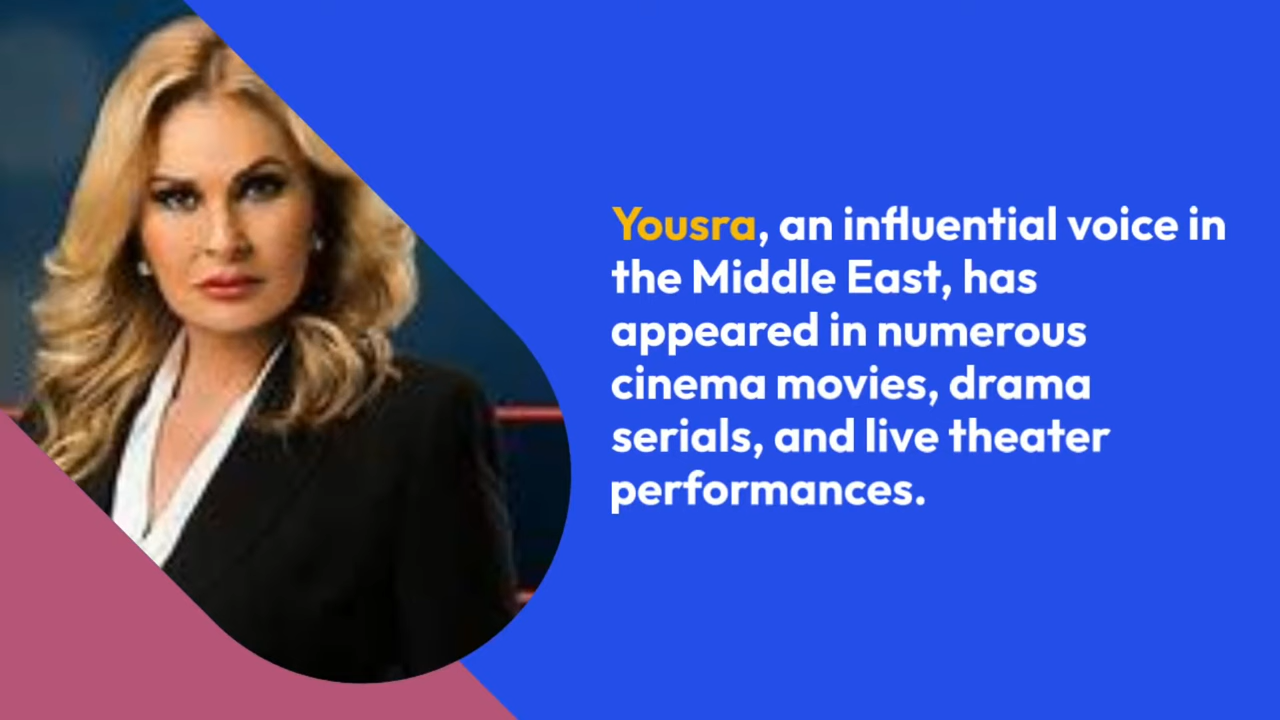 Yousra, an influential voice in
the Middle East, has
appeared in numerous
cinema movies, drama
serials, and live theater
performances.